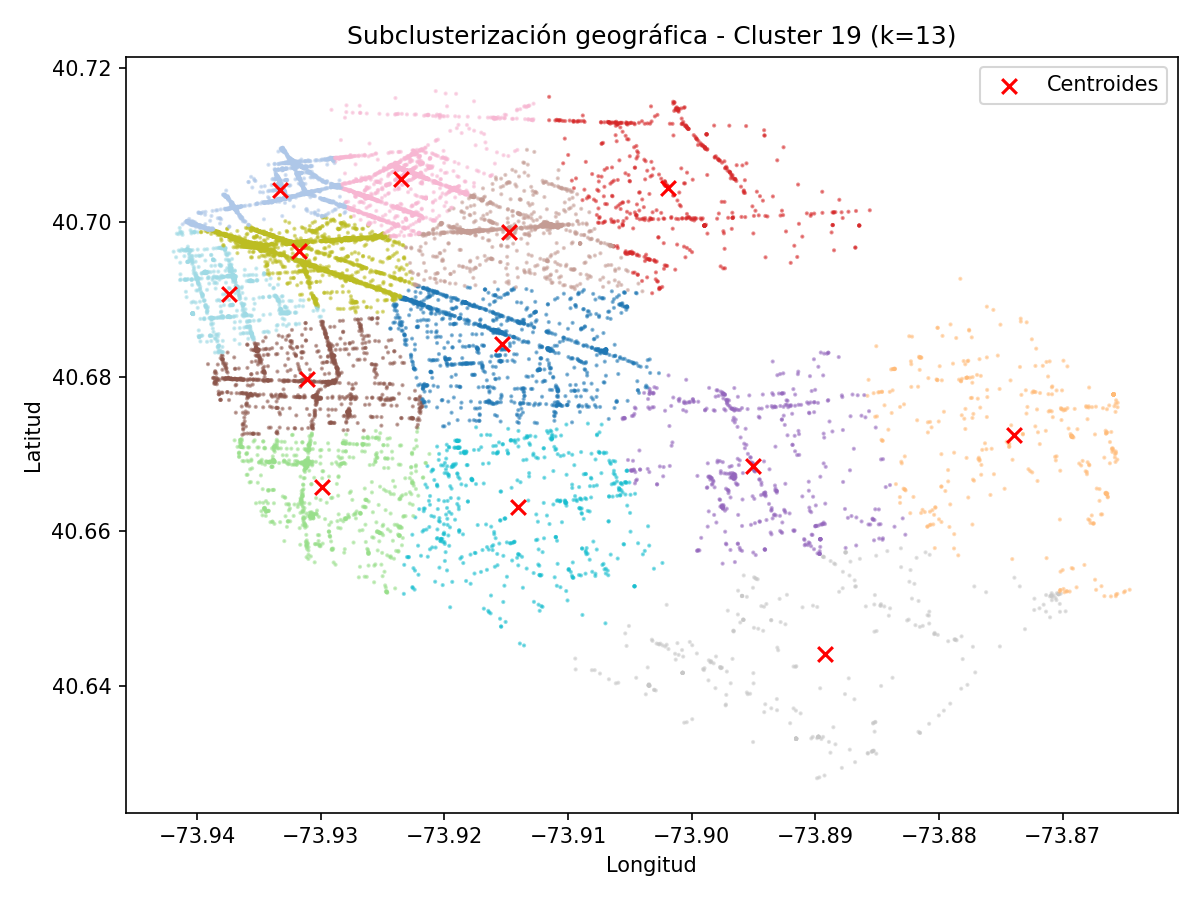 Subclusterización geográfica - Cluster 19 (k=13)
Centroides
40.72
40.70
40.68
40.66
40.64
Latitud
−73.94 −73.93 −73.92 −73.91 −73.90 −73.89 −73.88 −73.87
Longitud